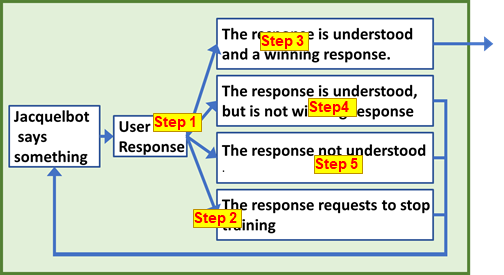 Jacquelbot
says
something
User
Response
Step 1
The response is understood
and a winning response.
Step 3
The response is understood,
but is not winning response
Step4
The response not understood
.
Step 5
The response requests to stop
training
Step 2